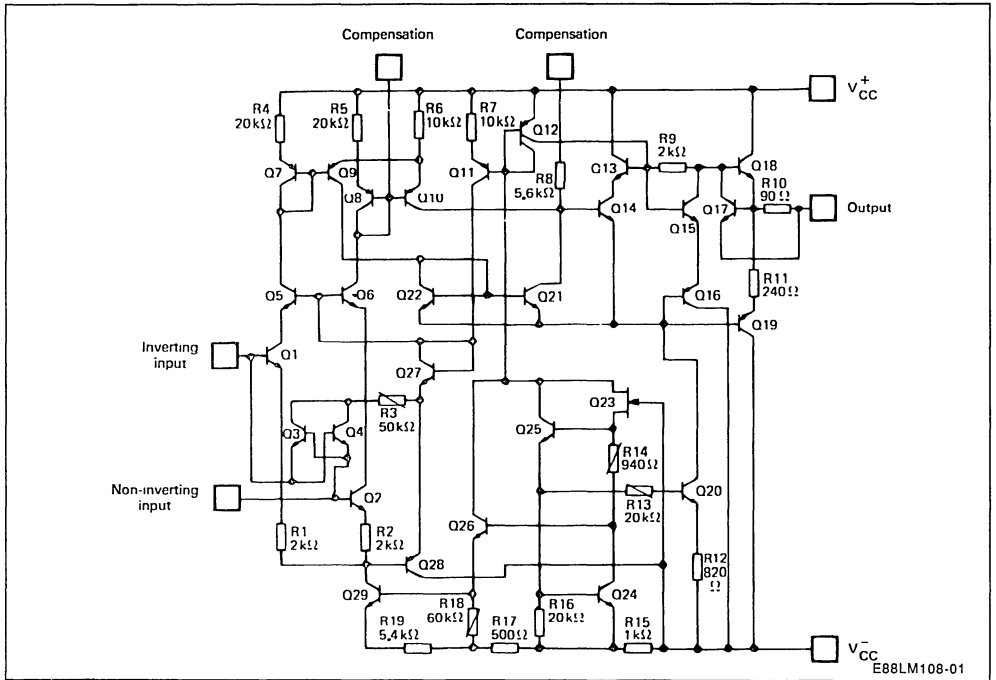 Compensation
Compensation
R4
20kΩ
R5
20kΩ
R6
10kΩ
R7
10kΩ
V+CC
Q12
R9
2kΩ
Q18
Q7
Q9
Q8
Q10
Q11
R8
5.6kΩ
Q13
Q14
Q15
Q17
R10
90Ω
Output
Q5
Q6
Q22
Q21
Q16
R11
240Ω
Q19
Inverting
input
Q1
Q27
R3
50kΩ
Q3
Q4
Q23
Q25
R14
940Ω
Non-inverting
input
Q2
R13
20kΩ
Q20
R1
2kΩ
R2
2kΩ
Q26
Q28
R12
820
Ω
Q29
R18
60kΩ
R19
5.4kΩ
R17
500Ω
R16
20kΩ
Q24
R15
1kΩ
V-CC
E88LM108-01